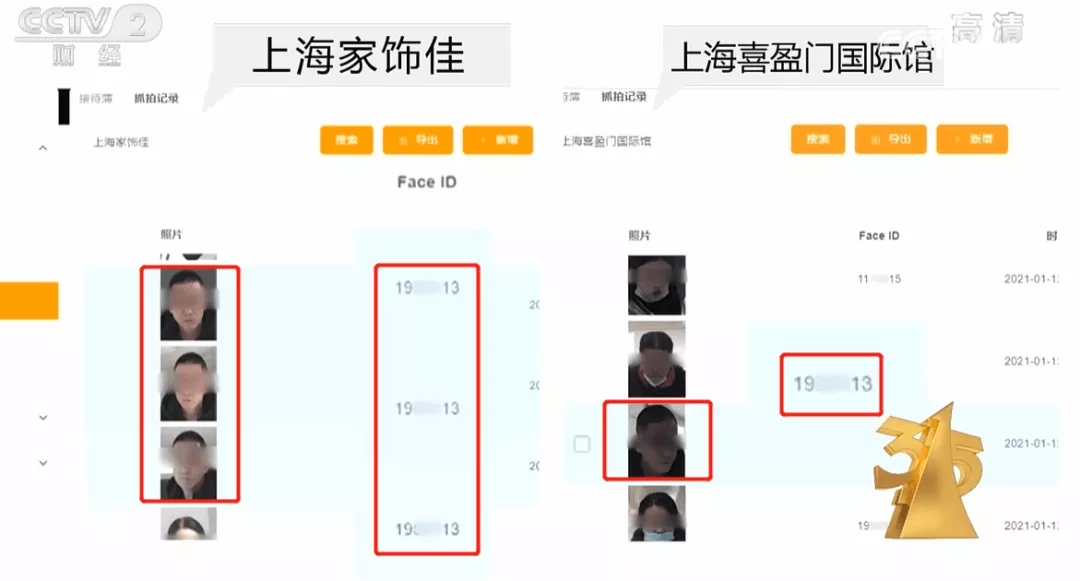 CCTV 2
财 经
高清
上海家饰佳
接待簿 抓拍记录
上海家饰佳
搜索 导出 新增
Face ID
照片
19 13
20
19 13
20
20
19 13
上海喜盈门国际馆
待簿 抓拍记录
上海喜盈门国际馆
搜索 导出 新增
照片 Face ID 时
11 15 2021-01-1
2021-01-1
19 13
2021-01-1
19 2021-01-1
315